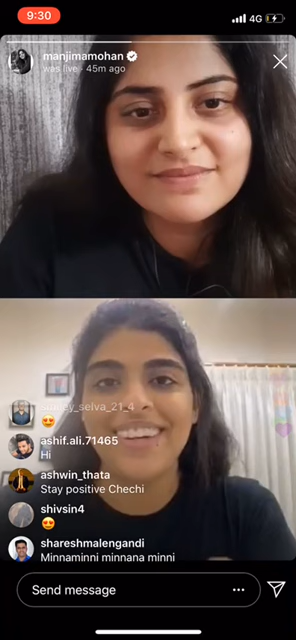 9:30
4G
manjimamohan
was live · 45m ago
selva_21_4
😍
ashif.ali.71465
Hi
ashwin_thata
Stay positive Chechi
shivsin4
😍
shareshmalengandi
Minnaminni minnana minni
Send message